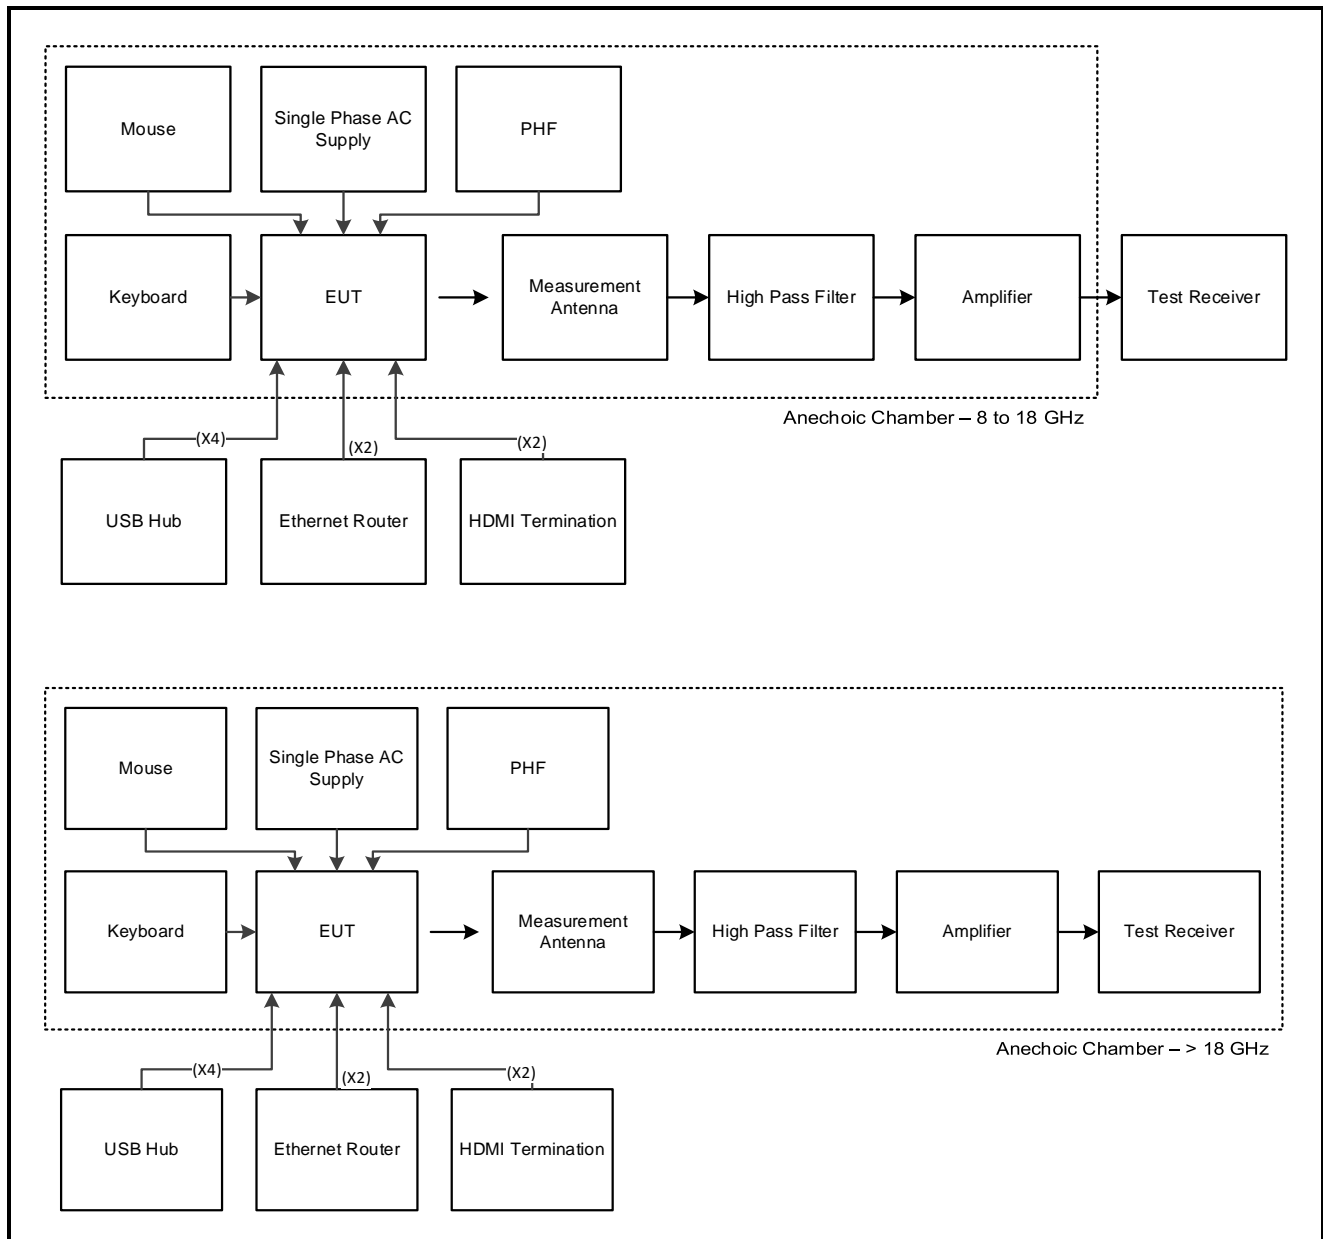 Mouse
Single Phase AC
Supply
PHF
Keyboard
EUT
Measurement
Antenna
High Pass Filter
Amplifier
Test Receiver
Anechoic Chamber – 8 to 18 GHz
(X4)
(X2)
(X2)
USB Hub
Ethernet Router
HDMI Termination
Mouse
Single Phase AC
Supply
PHF
Keyboard
EUT
Measurement
Antenna
High Pass Filter
Amplifier
Test Receiver
Anechoic Chamber – > 18 GHz
(X4)
(X2)
(X2)
USB Hub
Ethernet Router
HDMI Termination